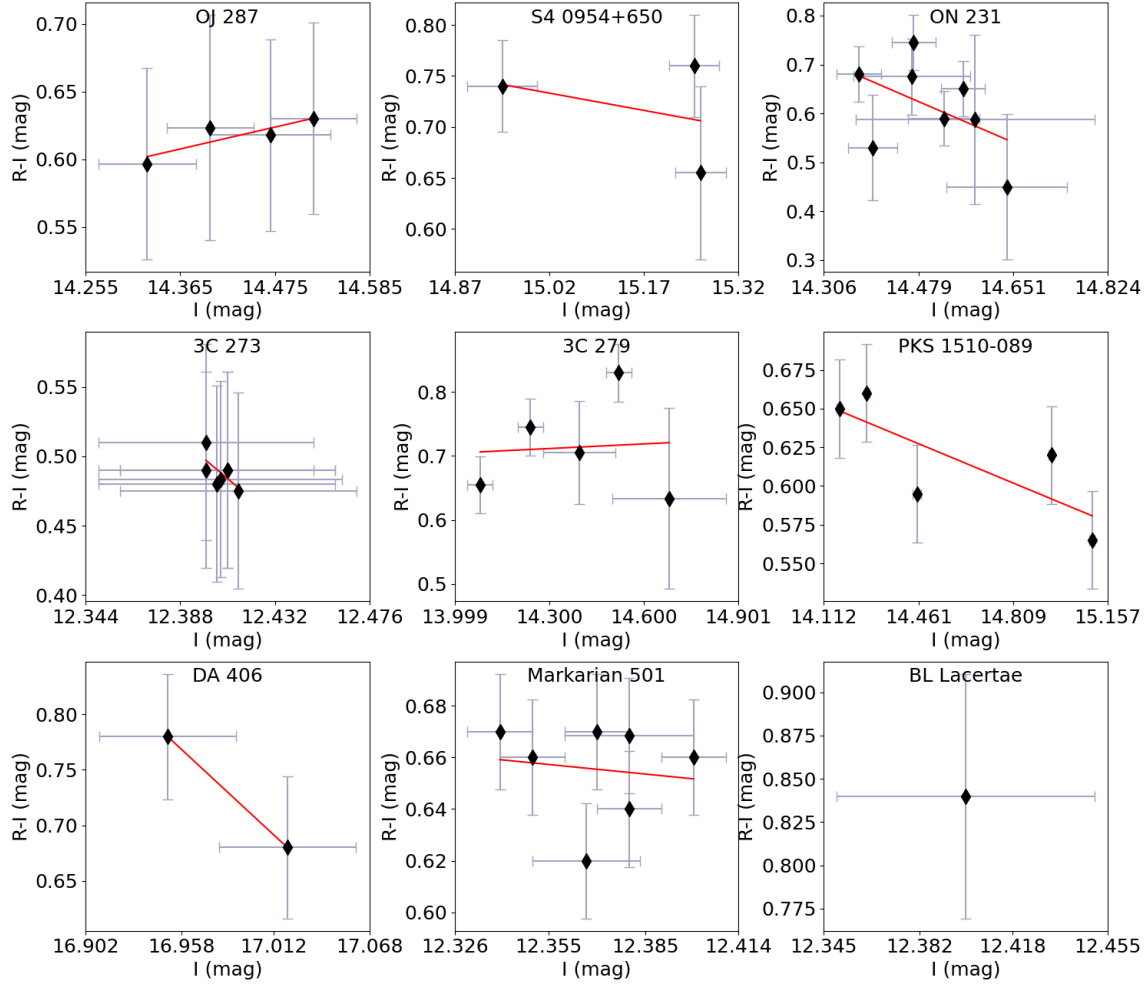 OJ 287
R-I (mag)
0.70
0.65
0.60
0.55
14.255 14.365 14.475 14.585
I (mag)
S4 0954+650
R-I (mag)
0.75
0.70
0.65
0.60
14.87 15.02 15.17 15.32
I (mag)
ON 231
R-I (mag)
0.8
0.7
0.6
0.5
0.4
0.3
14.306 14.479 14.651 14.824
I (mag)
3C 273
R-I (mag)
0.55
0.50
0.45
0.40
12.344 12.388 12.432 12.476
I (mag)
3C 279
R-I (mag)
0.8
0.7
0.6
0.5
13.999 14.300 14.600 14.901
I (mag)
PKS 1510-089
R-I (mag)
0.675
0.650
0.625
0.600
0.575
0.550
14.112 14.461 14.809 15.157
I (mag)
DA 406
R-I (mag)
0.80
0.75
0.70
0.65
16.902 16.958 17.012 17.068
I (mag)
Markarian 501
R-I (mag)
0.68
0.66
0.64
0.62
0.60
12.326 12.355 12.385 12.414
I (mag)
BL Lacertae
R-I (mag)
0.900
0.875
0.850
0.825
0.800
0.775
12.345 12.382 12.418 12.455
I (mag)